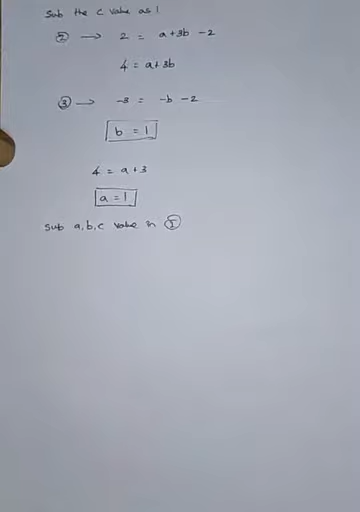 Sub the c value as 1
② → 2 = a+3b -2
4 = a+3b
③ → -3 = -b -2
b = 1
4 = a+3
a = 1
Sub a,b,c value in ①